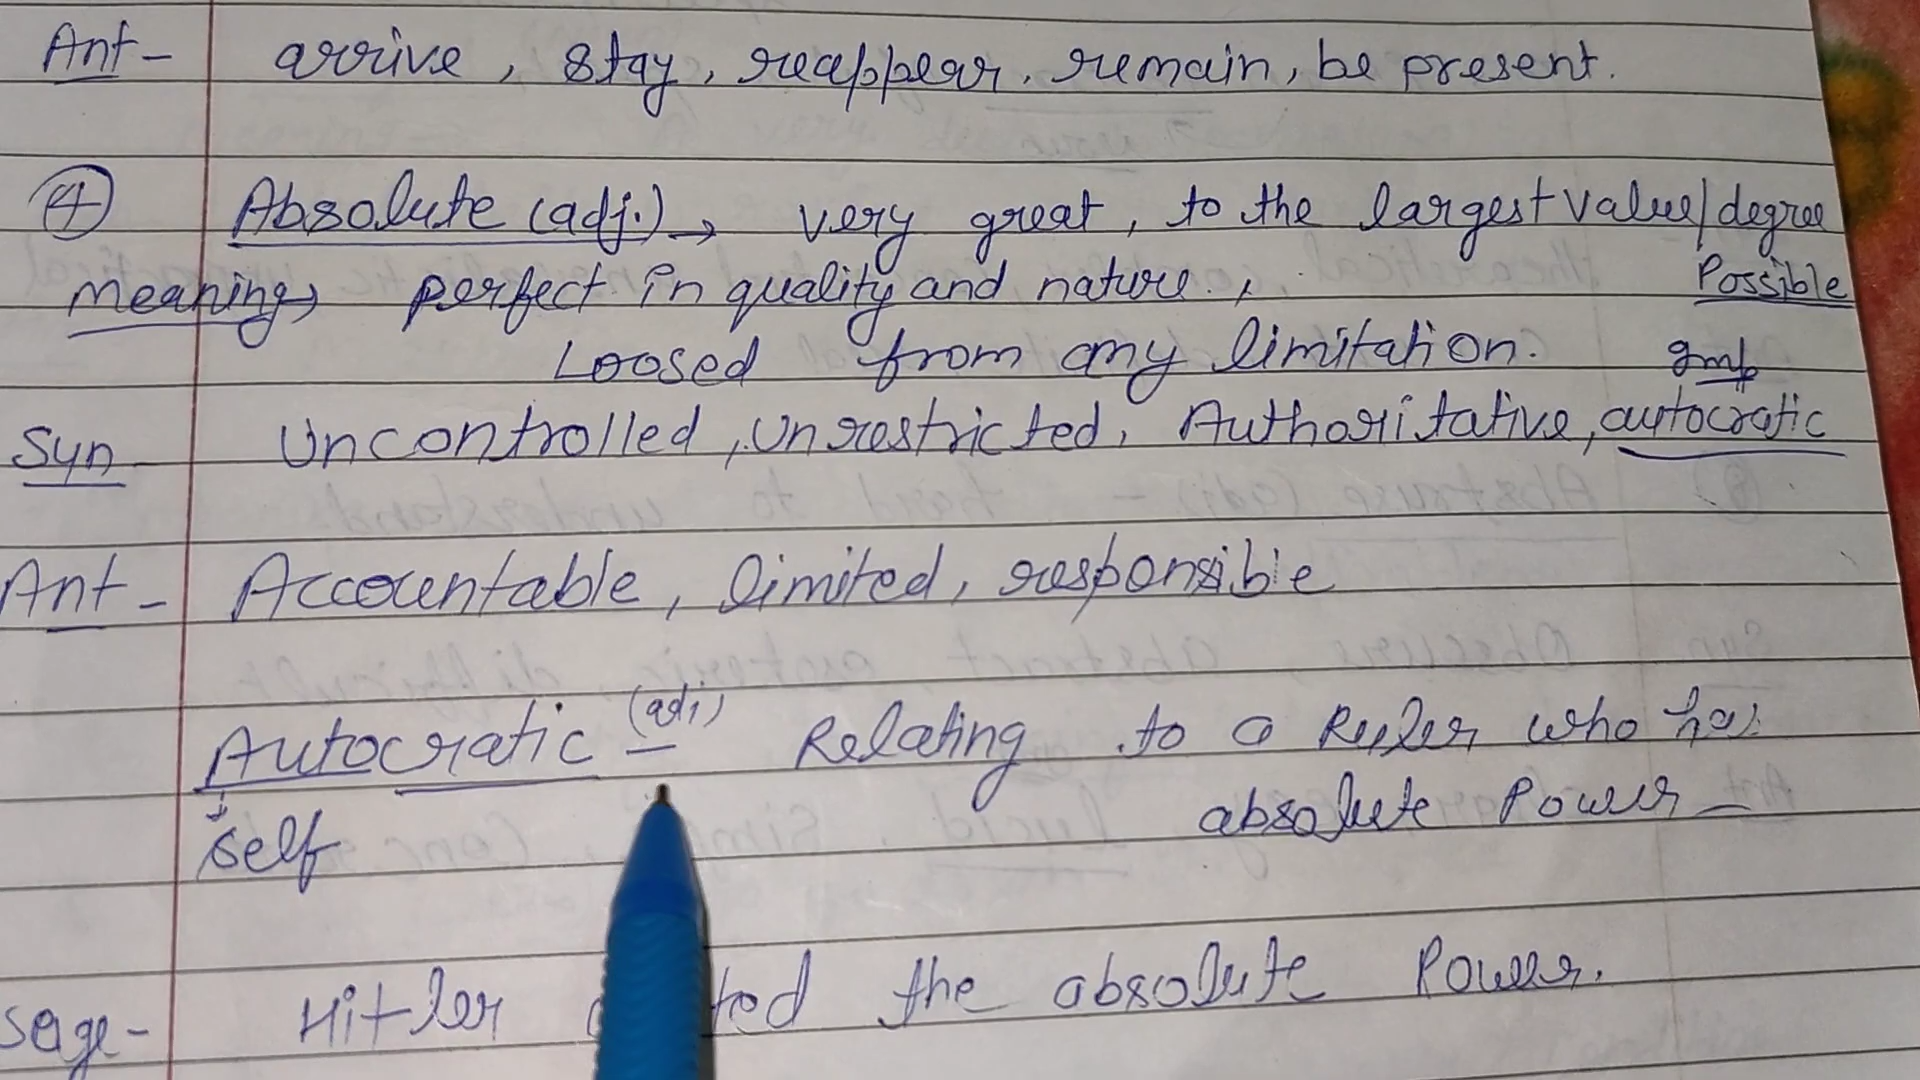 Ant - arrive, stay, reappear, remain, be present.
④ Absolute (adj.) → very great, to the largest value/degree
Possible
Meaning → perfect in quality and nature.,
Loosed from any limitation.
Imp
Syn - Uncontrolled, Unrestricted, Authoritative, autocratic
Ant - Accountable, limited, responsible
Autocratic (adj) - Relating to a Ruler who has
absolute Power -
↓ self
sage - Hitler the absolute Power.